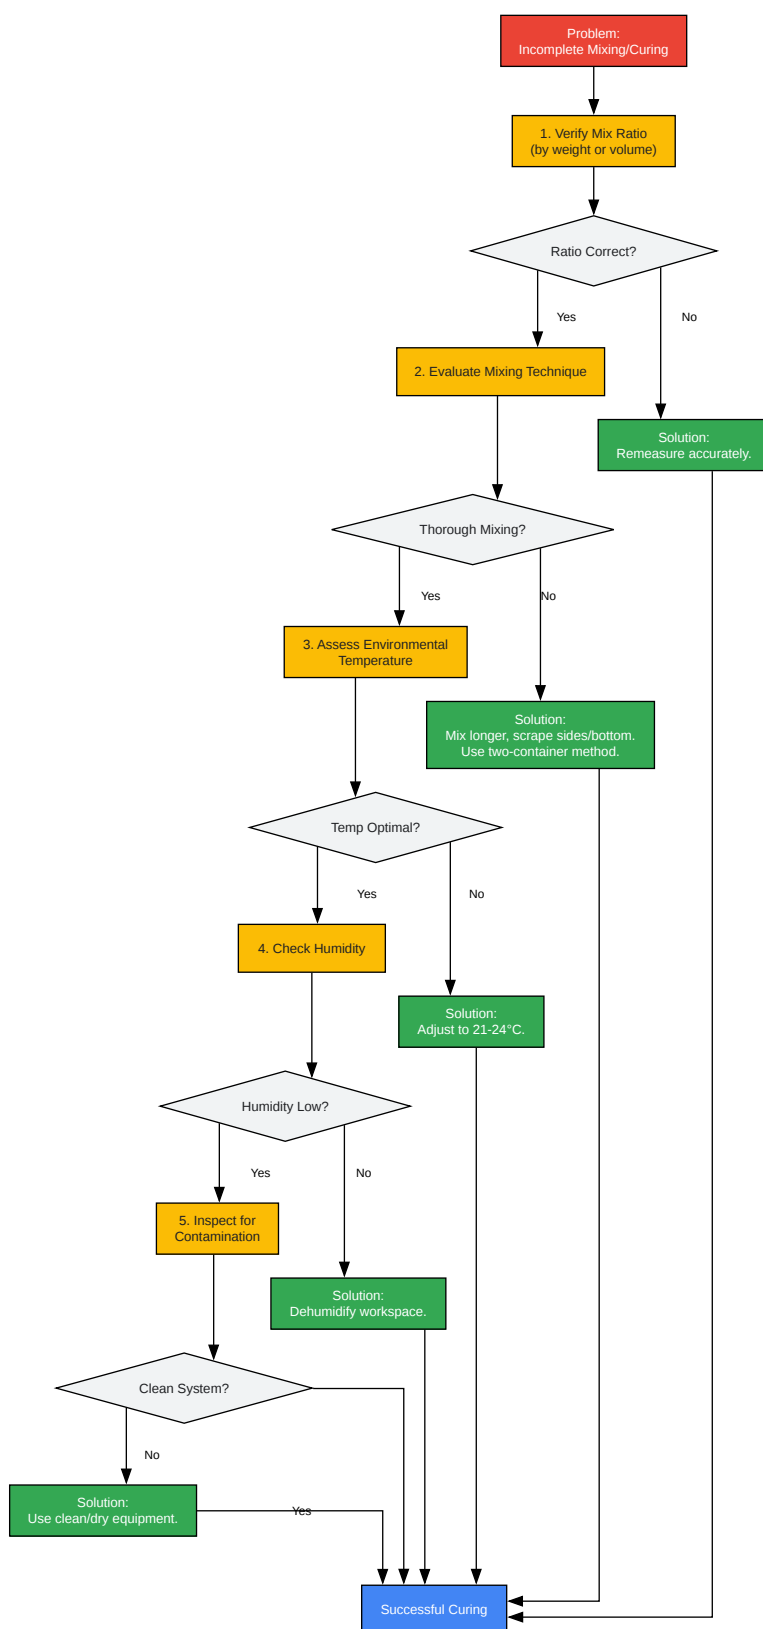 Problem:
Incomplete Mixing/Curing
1. Verify Mix Ratio
(by weight or volume)
Ratio Correct?
Yes
No
2. Evaluate Mixing Technique
Solution:
Remeasure accurately.
Thorough Mixing?
Yes
No
3. Assess Environmental
Temperature
Solution:
Mix longer, scrape sides/bottom.
Use two-container method.
Temp Optimal?
Yes
No
4. Check Humidity
Solution:
Adjust to 21-24°C.
Humidity Low?
Yes
No
5. Inspect for
Contamination
Solution:
Dehumidify workspace.
Clean System?
No
Solution:
Use clean/dry equipment.
Yes
Successful Curing